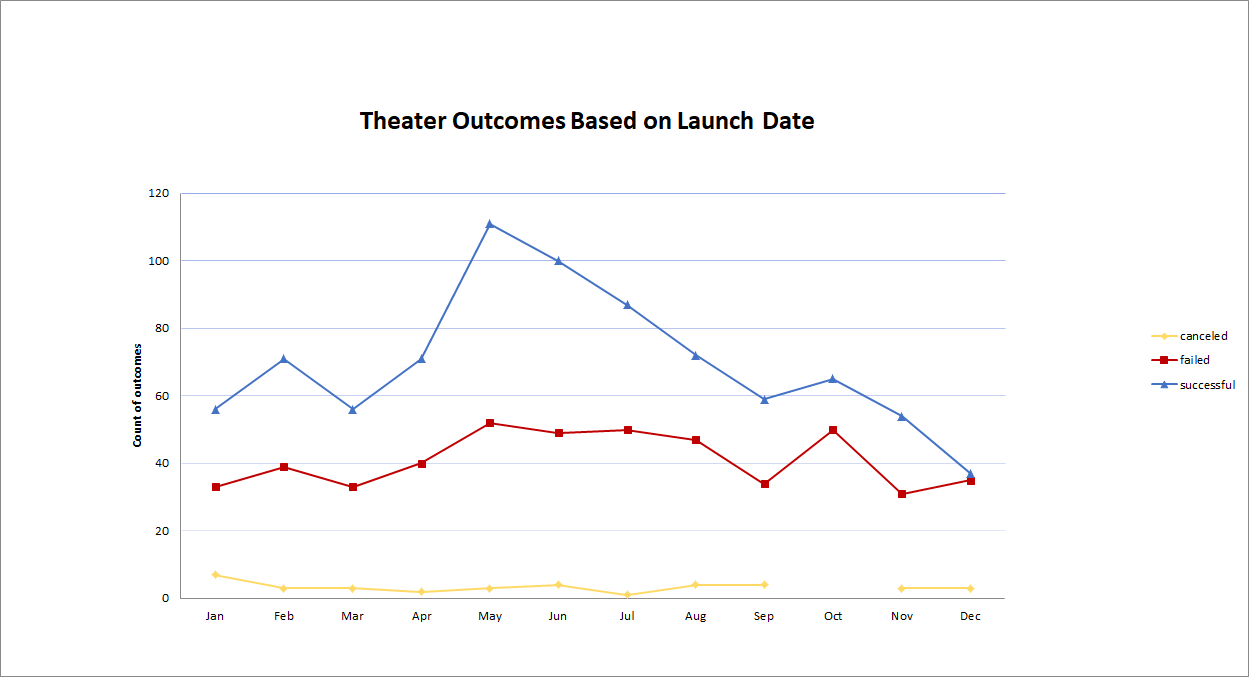 Theater Outcomes Based on Launch Date
120
100
80
60
40
20
0
Count of outcomes
Jan Feb Mar Apr May Jun Jul Aug Sep Oct Nov Dec
canceled
failed
successful